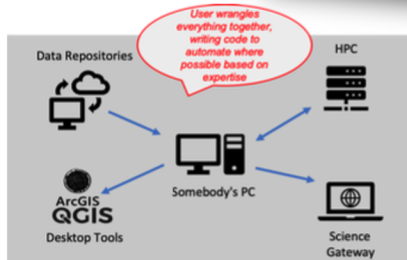 User wrangles
everything together,
writing code to
automate where
possible based on
expertise
Data Repositories
HPC
Somebody's PC
ArcGIS
QGIS
Desktop Tools
Science
Gateway